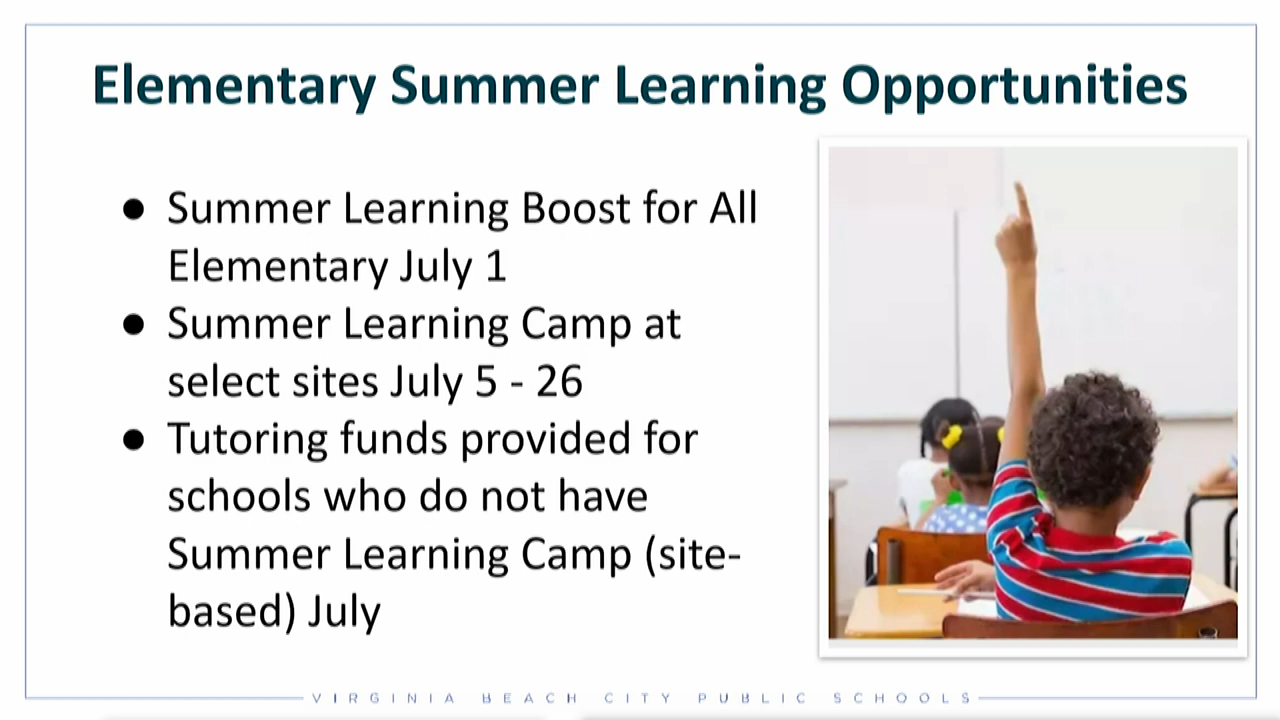 Elementary Summer Learning Opportunities
● Summer Learning Boost for All
Elementary July 1
● Summer Learning Camp at
select sites July 5 - 26
● Tutoring funds provided for
schools who do not have
Summer Learning Camp (site-
based) July
VIRGINIA BEACH CITY PUBLIC SCHOOLS